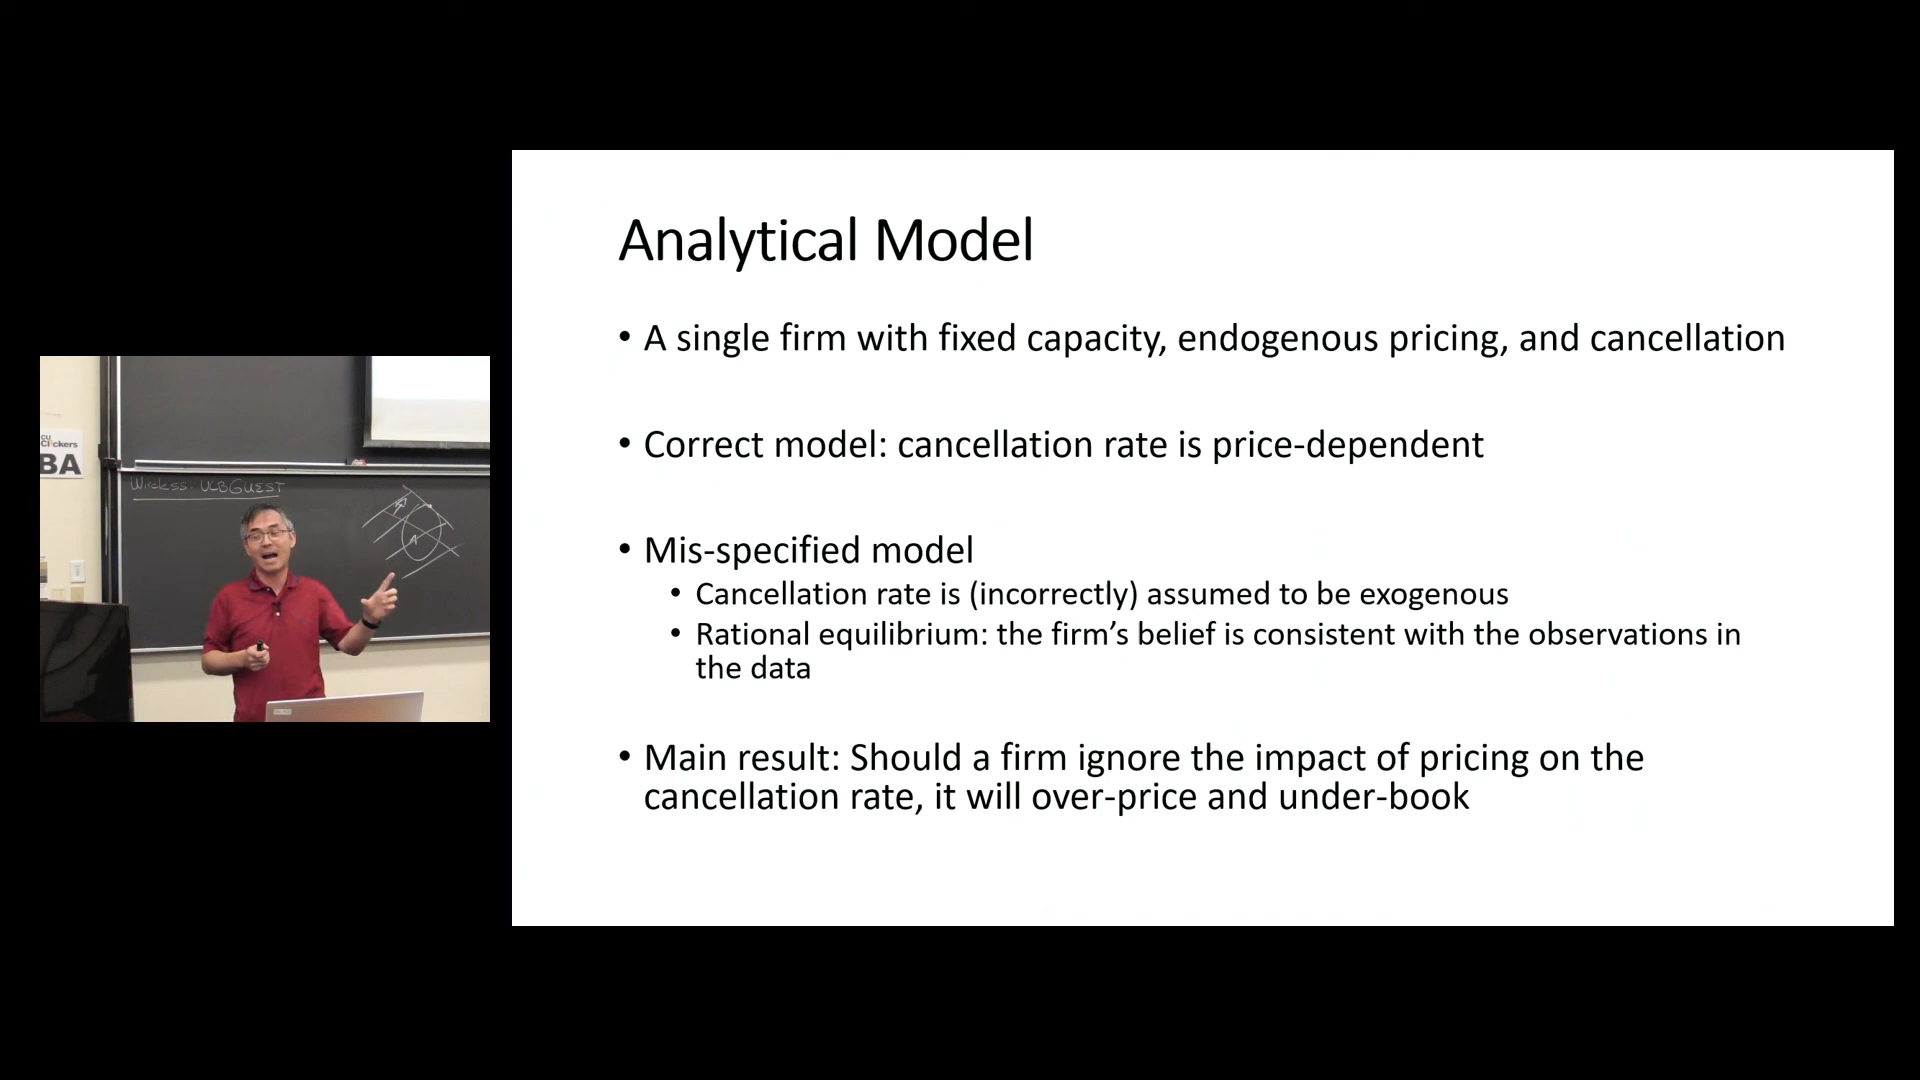 CU
Clickers
BA
Wireless UCBGUEST
A
Analytical Model
• A single firm with fixed capacity, endogenous pricing, and cancellation
• Correct model: cancellation rate is price-dependent
• Mis-specified model
• Cancellation rate is (incorrectly) assumed to be exogenous
• Rational equilibrium: the firm’s belief is consistent with the observations in
the data
• Main result: Should a firm ignore the impact of pricing on the
cancellation rate, it will over-price and under-book